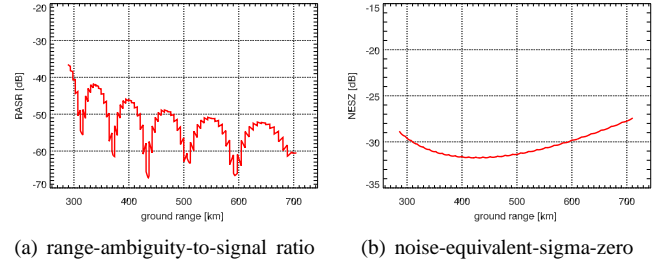 -20
-30
-40
-50
-60
-70
RASR [dB]
300 400 500 600 700
ground range [km]
-15
-20
-25
-30
-35
NESZ [dB]
300 400 500 600 700
ground range [km]
(a) range-ambiguity-to-signal ratio
(b) noise-equivalent-sigma-zero